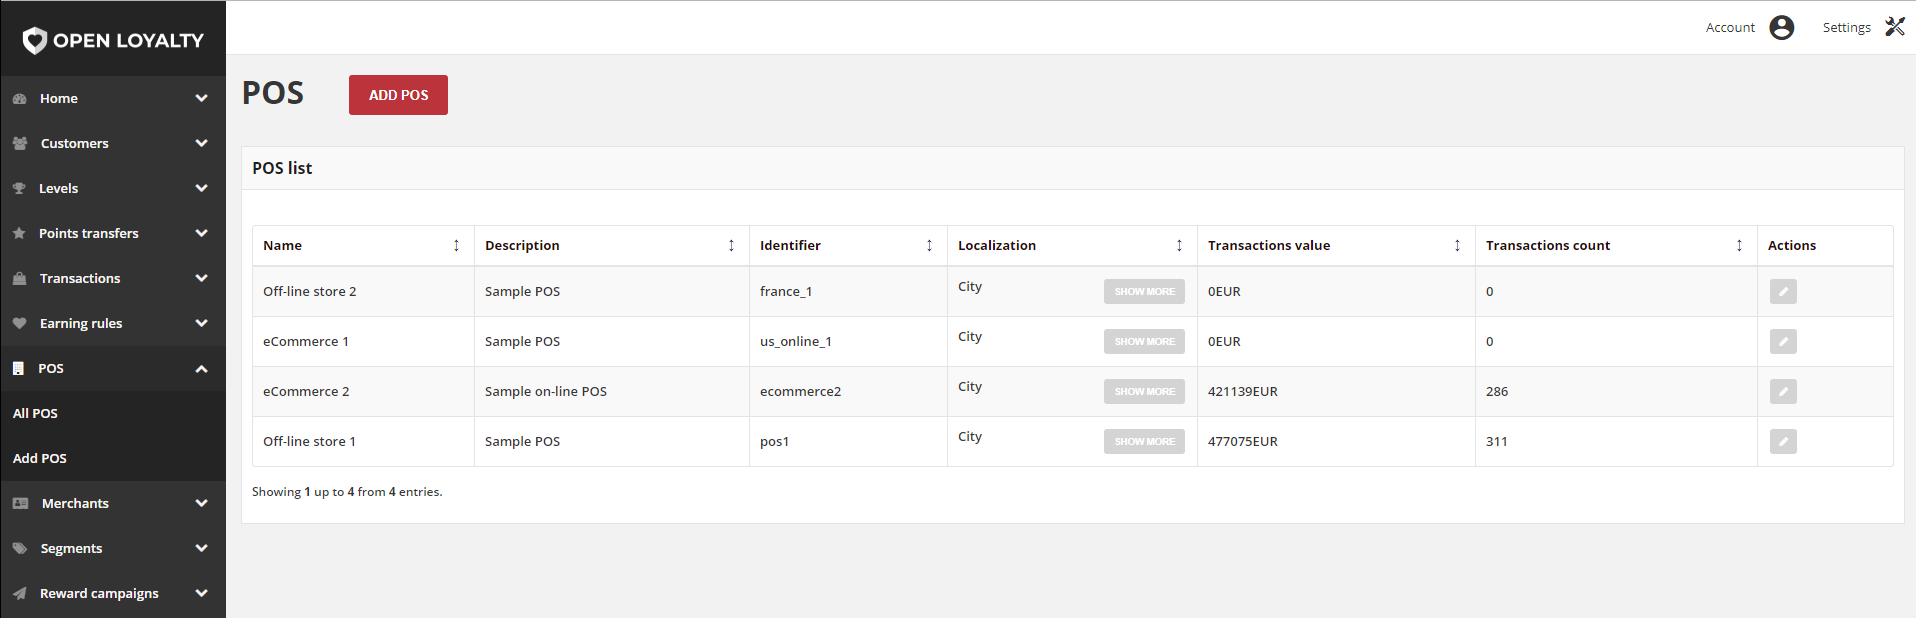 OPEN LOYALTY
Account
Settings
Home
Customers
Levels
Points transfers
Transactions
Earning rules
POS
All POS
Add POS
Merchants
Segments
Reward campaigns
POS
ADD POS
POS list
Name Description Identifier Localization Transactions value Transactions count Actions
Off-line store 2 Sample POS france_1 City SHOW MORE 0EUR 0
eCommerce 1 Sample POS us_online_1 City SHOW MORE 0EUR 0
eCommerce 2 Sample on-line POS ecommerce2 City SHOW MORE 421139EUR 286
Off-line store 1 Sample POS pos1 City SHOW MORE 477075EUR 311
Showing 1 up to 4 from 4 entries.